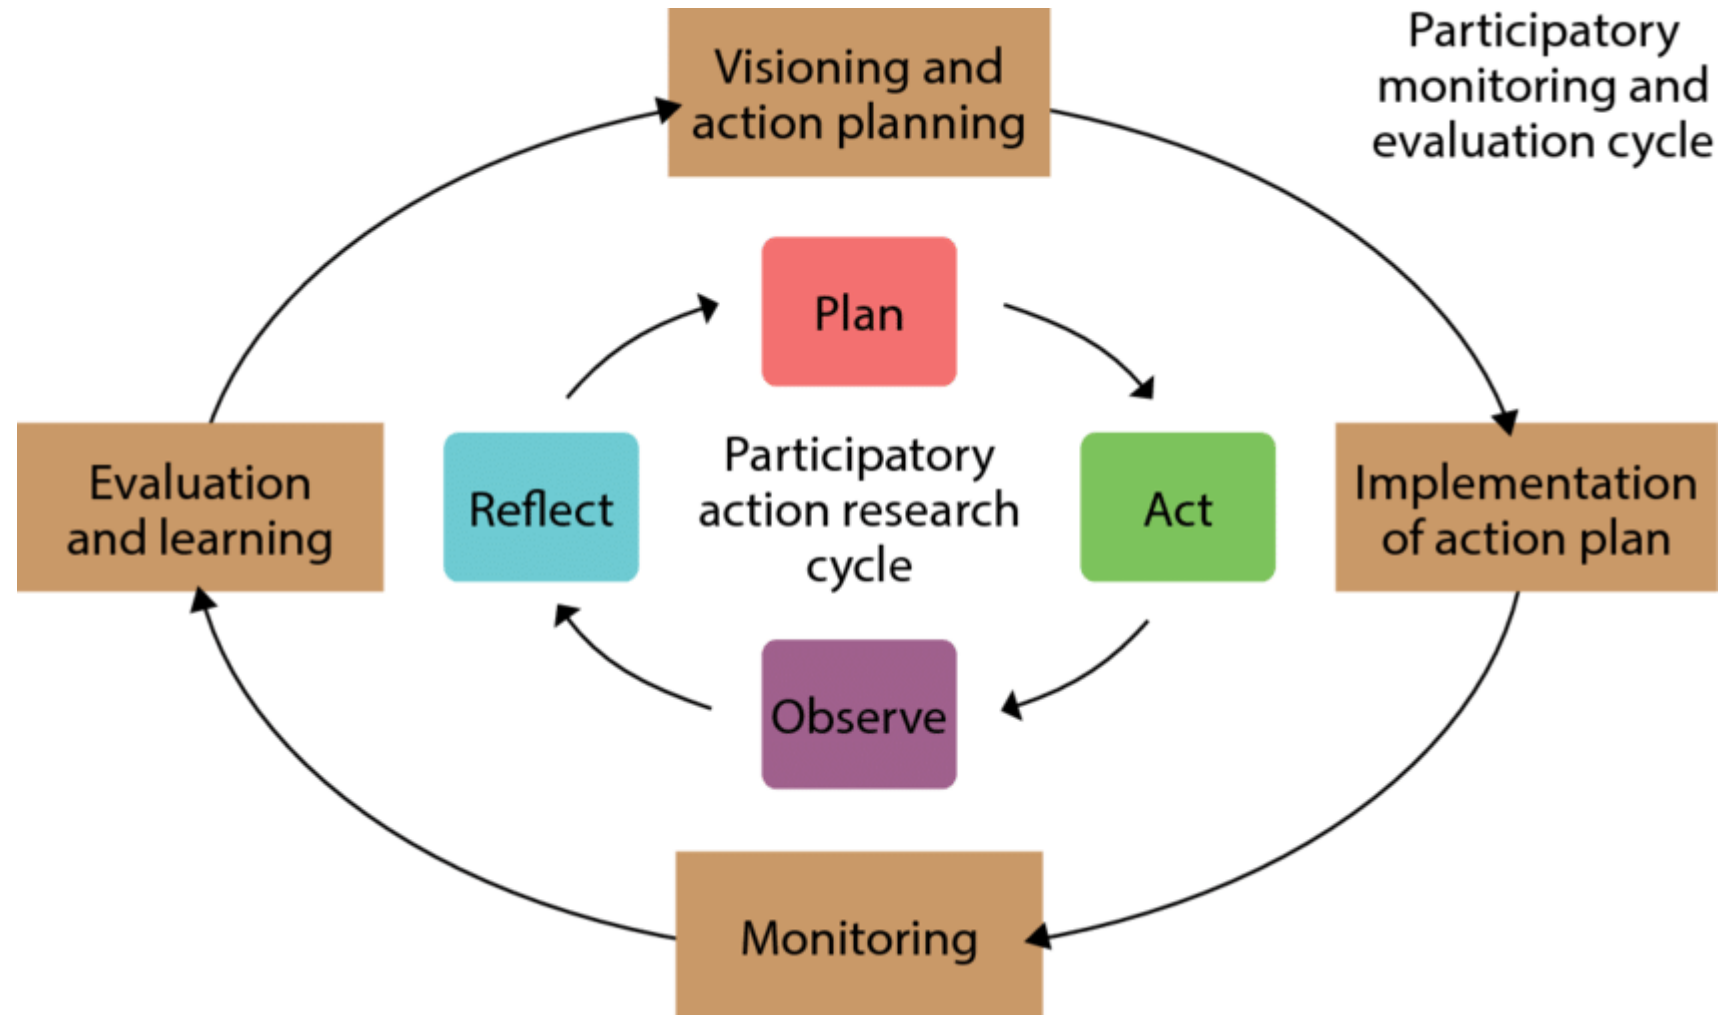 Visioning and
action planning
Participatory
monitoring and
evaluation cycle
Plan
Evaluation
and learning
Reflect
Participatory
action research
cycle
Act
Implementation
of action plan
Observe
Monitoring